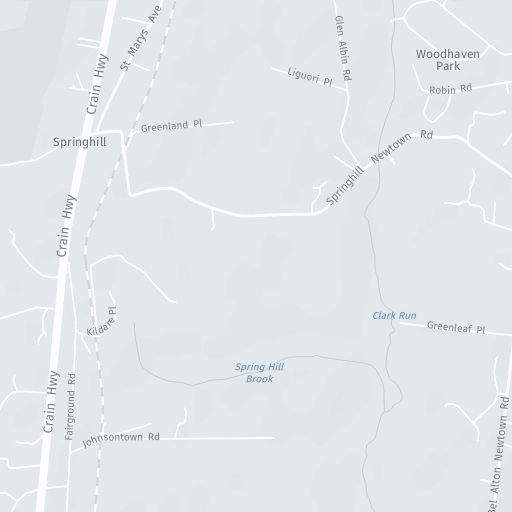 St Marys Ave
Glen Albin Rd
Woodhaven
Park
Crain Hwy
Liguori Pl
Robin Rd
Greenland Pl
Springhill
Springhill Newtown Rd
Crain Hwy
Clark Run
Greenleaf Pl
Kildare Pl
Spring Hill
Brook
Crain Hwy
Fairground Rd
Johnsontown Rd
Bel Alton Newtown Rd